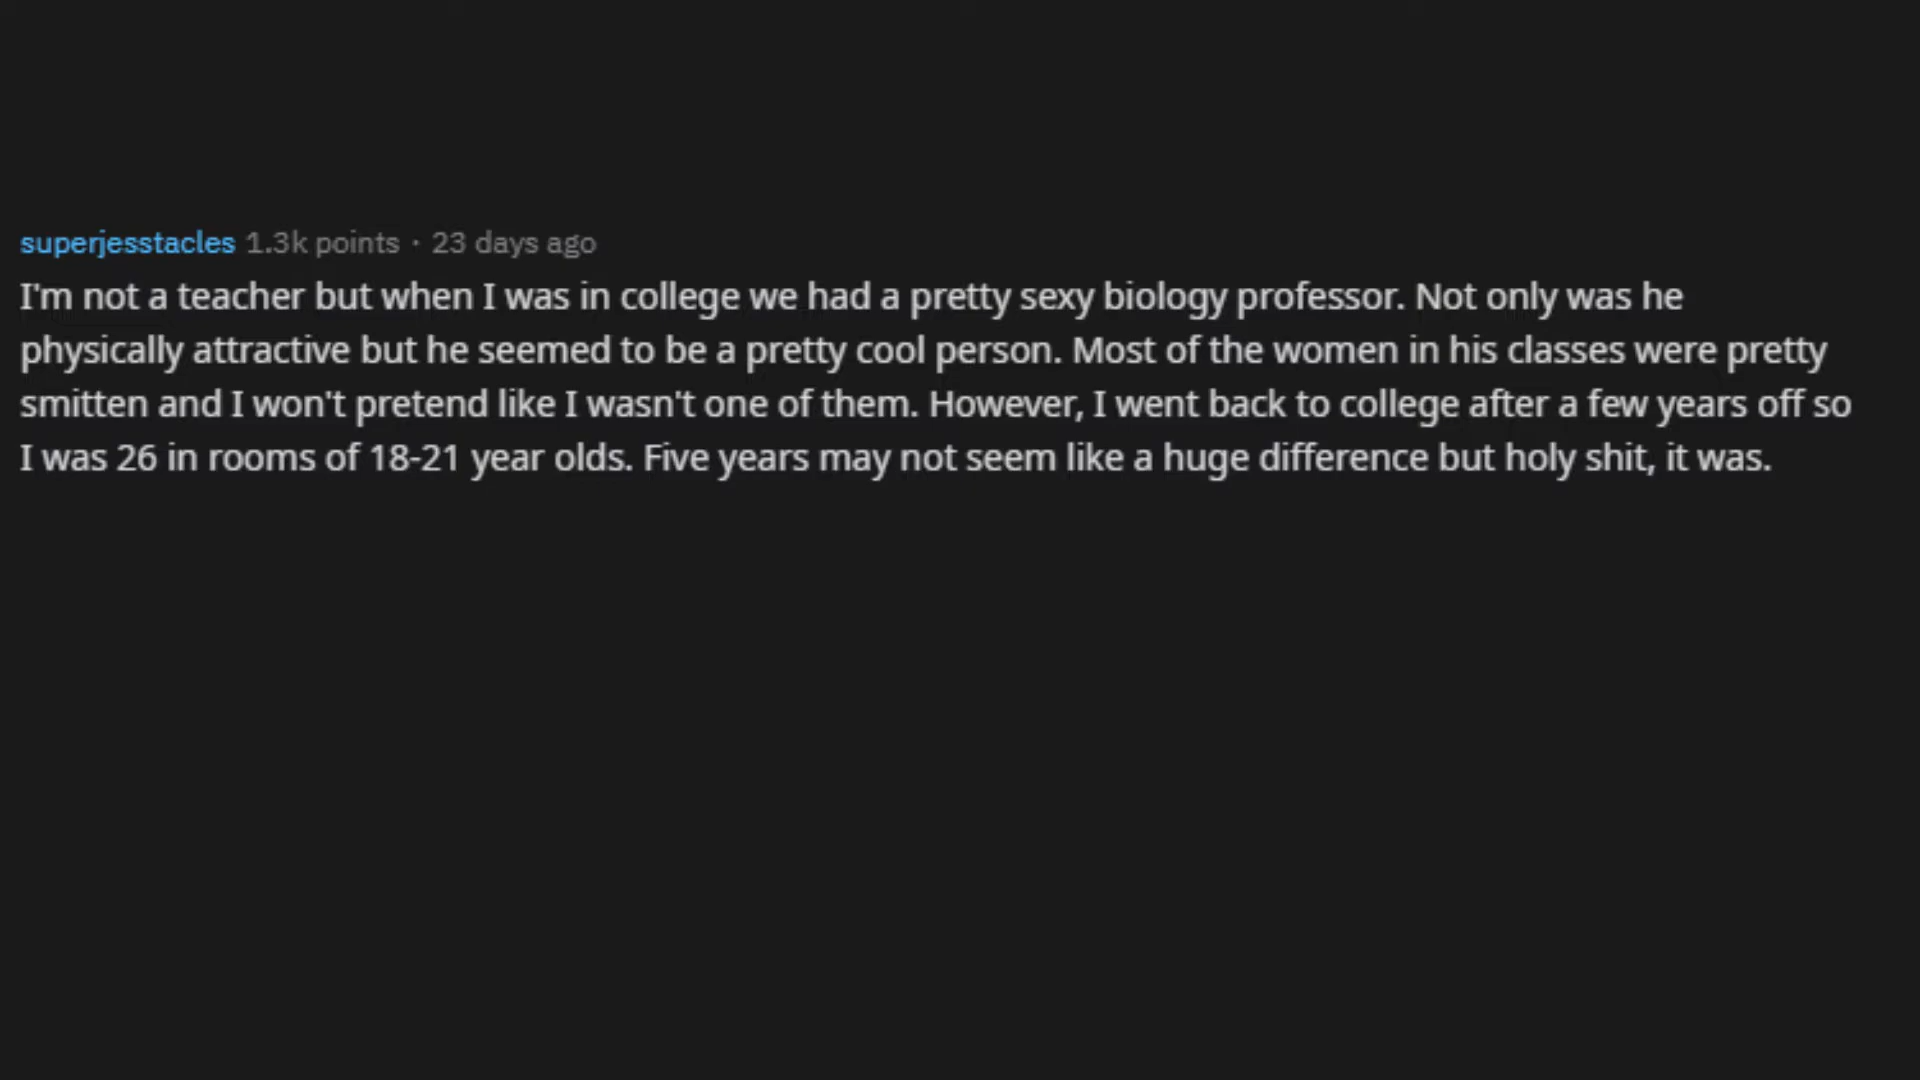 superjesstacles 1.3k points · 23 days ago
I'm not a teacher but when I was in college we had a pretty sexy biology professor. Not only was he
physically attractive but he seemed to be a pretty cool person. Most of the women in his classes were pretty
smitten and I won't pretend like I wasn't one of them. However, I went back to college after a few years off so
I was 26 in rooms of 18-21 year olds. Five years may not seem like a huge difference but holy shit, it was.